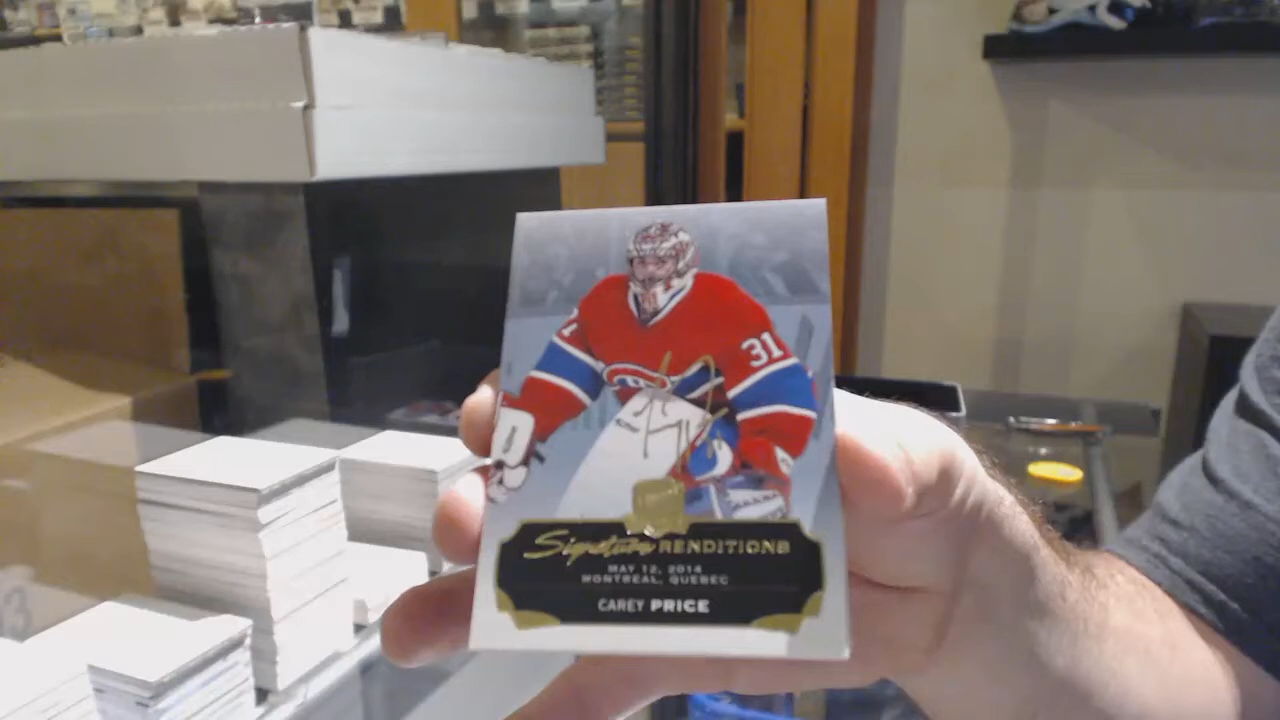 31
Signature RENDITIONS
MAY 12, 2014
MONTREAL, QUEBEC
CAREY PRICE